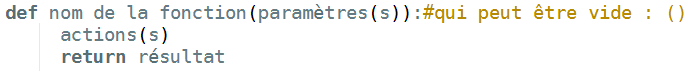 def nom de la fonction(paramètres(s)):#qui peut être vide : ()
actions(s)
return résultat